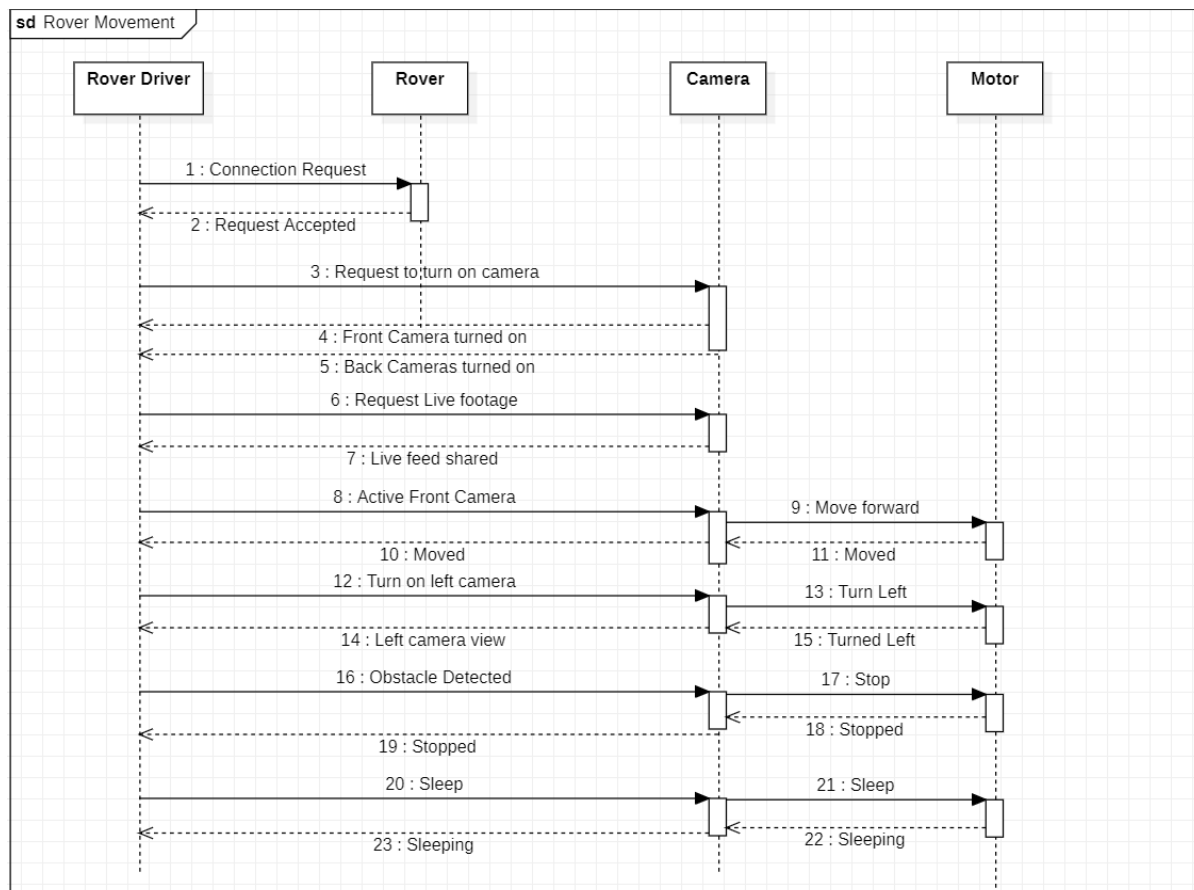 sd Rover Movement
Rover Driver
Rover
Camera
Motor
1 : Connection Request
2 : Request Accepted
3 : Request to turn on camera
4 : Front Camera turned on
5 : Back Cameras turned on
6 : Request Live footage
7 : Live feed shared
8 : Active Front Camera
9 : Move forward
10 : Moved
11 : Moved
12 : Turn on left camera
13 : Turn Left
14 : Left camera view
15 : Turned Left
16 : Obstacle Detected
17 : Stop
18 : Stopped
19 : Stopped
20 : Sleep
21 : Sleep
22 : Sleeping
23 : Sleeping